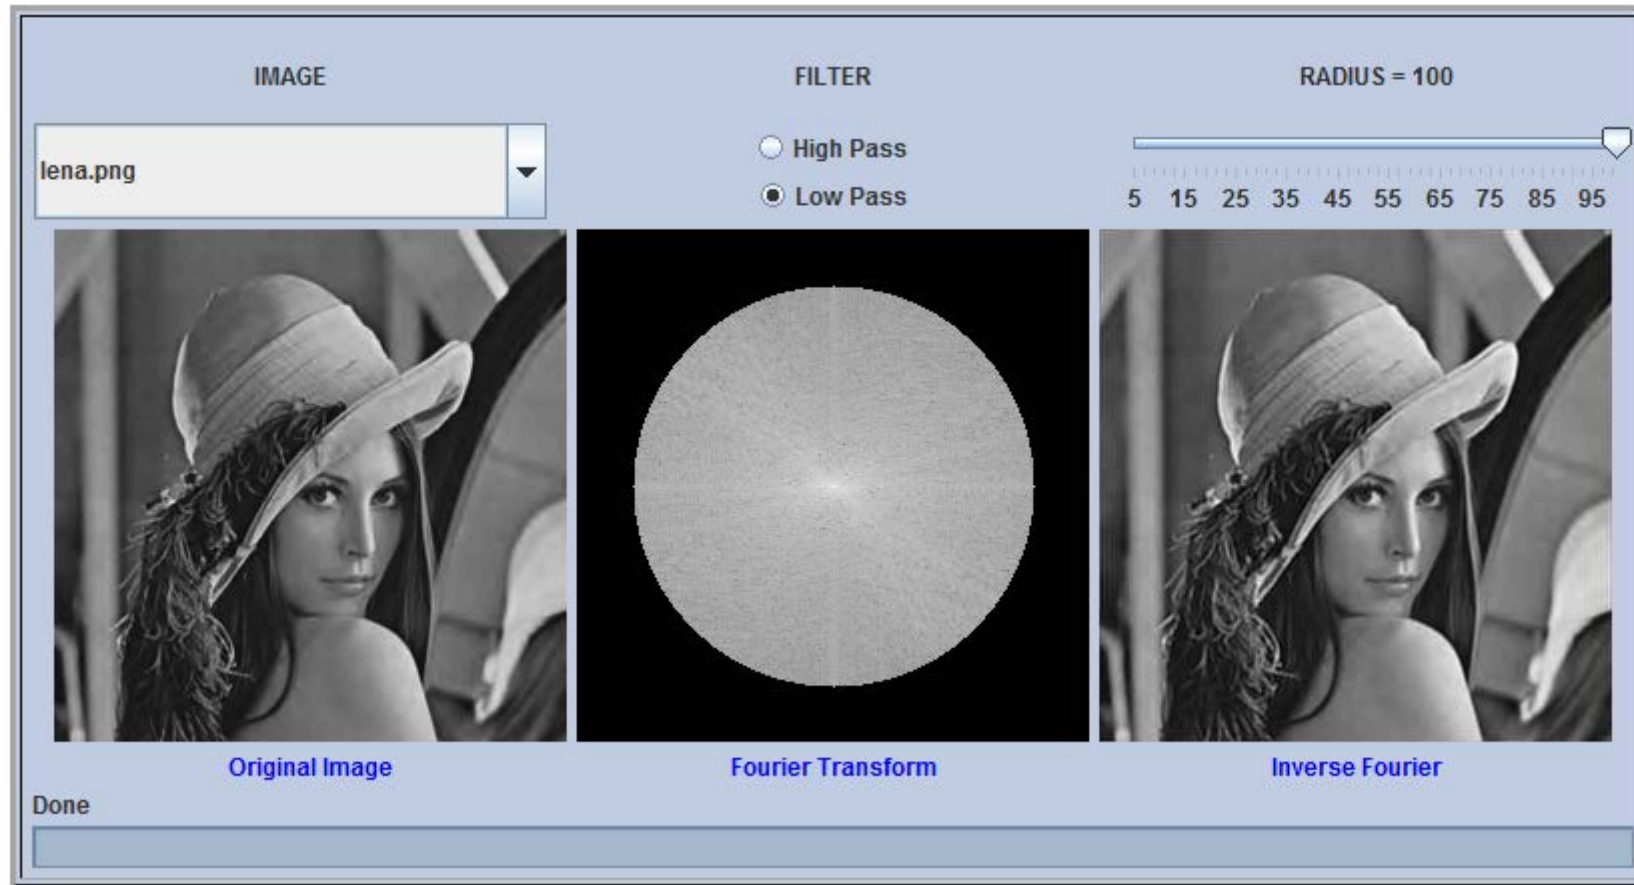 IMAGE
FILTER
RADIUS = 100
lena.png
High Pass
Low Pass
5 15 25 35 45 55 65 75 85 95
Original Image
Fourier Transform
Inverse Fourier
Done